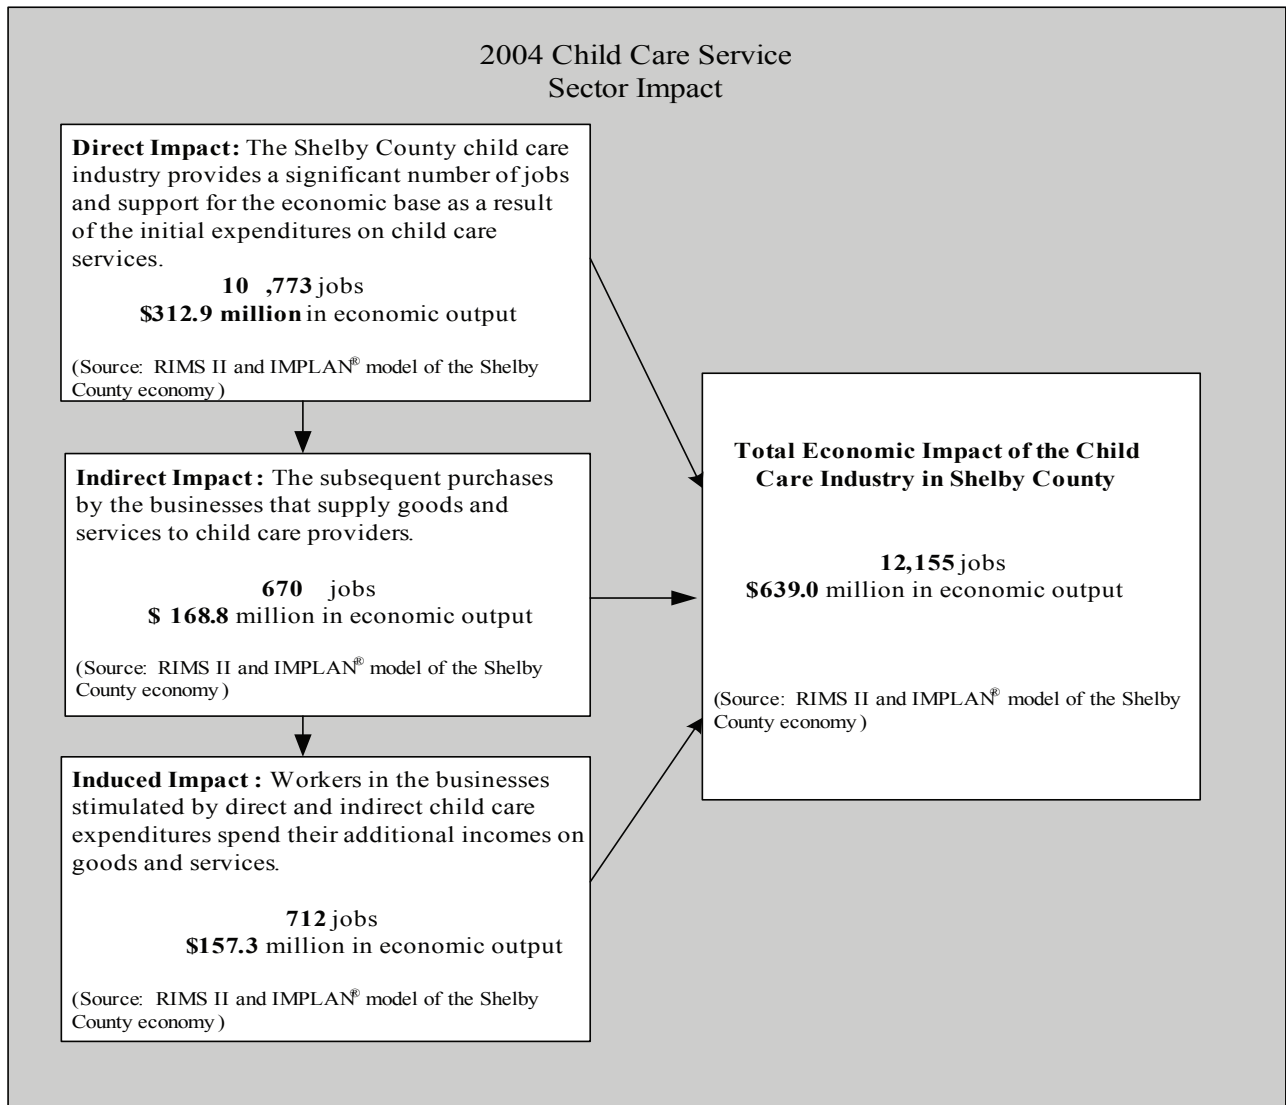 2004 Child Care Service
Sector Impact
Direct Impact: The Shelby County child care
industry provides a significant number of jobs
and support for the economic base as a result
of the initial expenditures on child care
services.
10 ,773 jobs
$312.9 million in economic output
(Source: RIMS II and IMPLAN® model of the Shelby
County economy)
Indirect Impact : The subsequent purchases
by the businesses that supply goods and
services to child care providers.
670 jobs
$ 168.8 million in economic output
(Source: RIMS II and IMPLAN® model of the Shelby
County economy)
Induced Impact : Workers in the businesses
stimulated by direct and indirect child care
expenditures spend their additional incomes on
goods and services.
712 jobs
$157.3 million in economic output
(Source: RIMS II and IMPLAN® model of the Shelby
County economy)
Total Economic Impact of the Child
Care Industry in Shelby County
12,155 jobs
$639.0 million in economic output
(Source: RIMS II and IMPLAN® model of the Shelby
County economy)